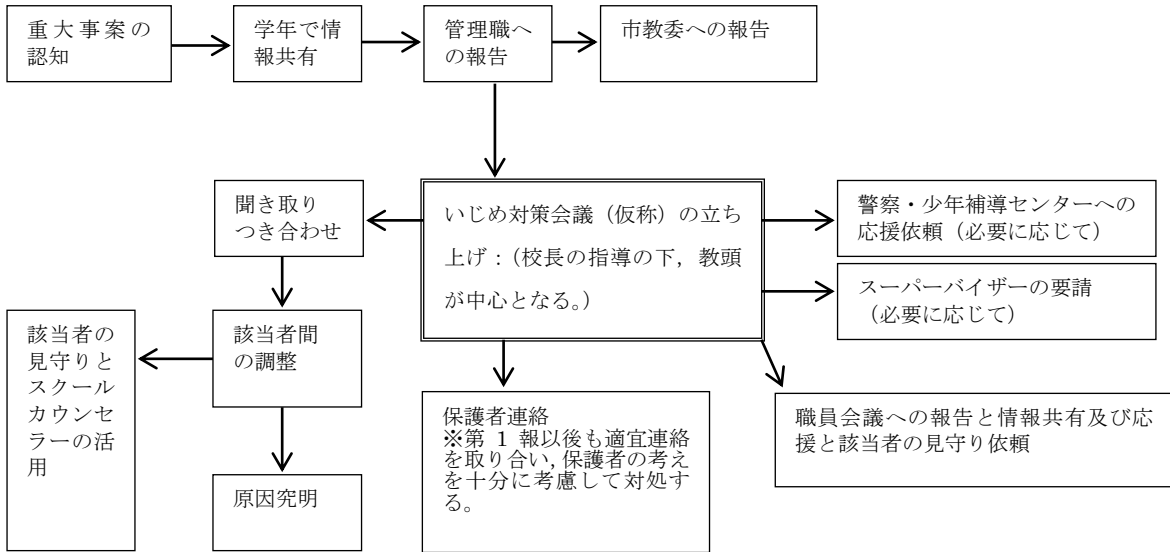 重大事案の
認知
学年で情
報共有
管理職へ
の報告
市教委への報告
聞き取り
つき合わせ
いじめ対策会議（仮称）の立ち
上げ：（校長の指導の下，教頭
が中心となる。）
警察・少年補導センターへの
応援依頼（必要に応じて）
スーパーバイザーの要請
（必要に応じて）
該当者の
見守りと
スクール
カウンセ
ラーの活
用
該当者間
の調整
原因究明
保護者連絡
※第 1 報以後も適宜連絡
を取り合い，保護者の考え
を十分に考慮して対処す
る。
職員会議への報告と情報共有及び応
援と該当者の見守り依頼